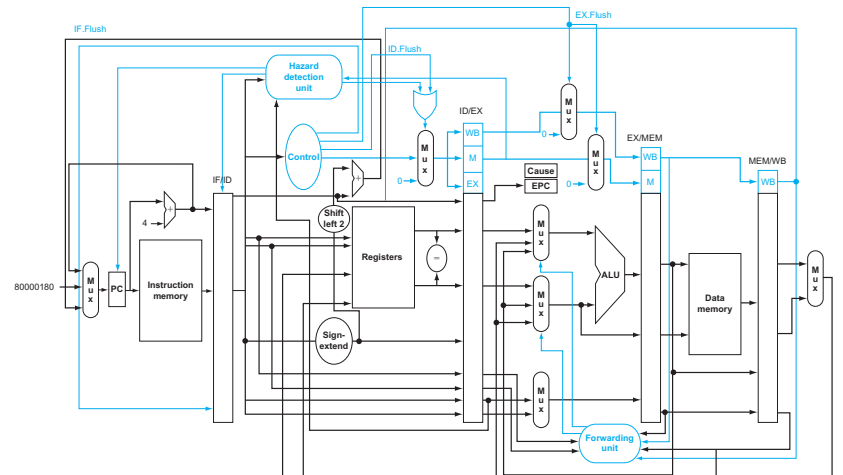 IF.Flush
EX.Flush
ID.Flush
Hazard
detection
unit
M
u
x
ID/EX
WB
0
Control
M
u
x
M
u
x
EX/MEM
WB
M
Cause
MEM/WB
IF/ID
+
0
EX
EPC
0
M
WB
+
4
Shift
left 2
M
u
x
Registers
=
ALU
M
u
x
PC
Instruction
memory
80000180
M
u
x
Data
memory
M
u
x
Sign-
extend
M
u
x
Forwarding
unit